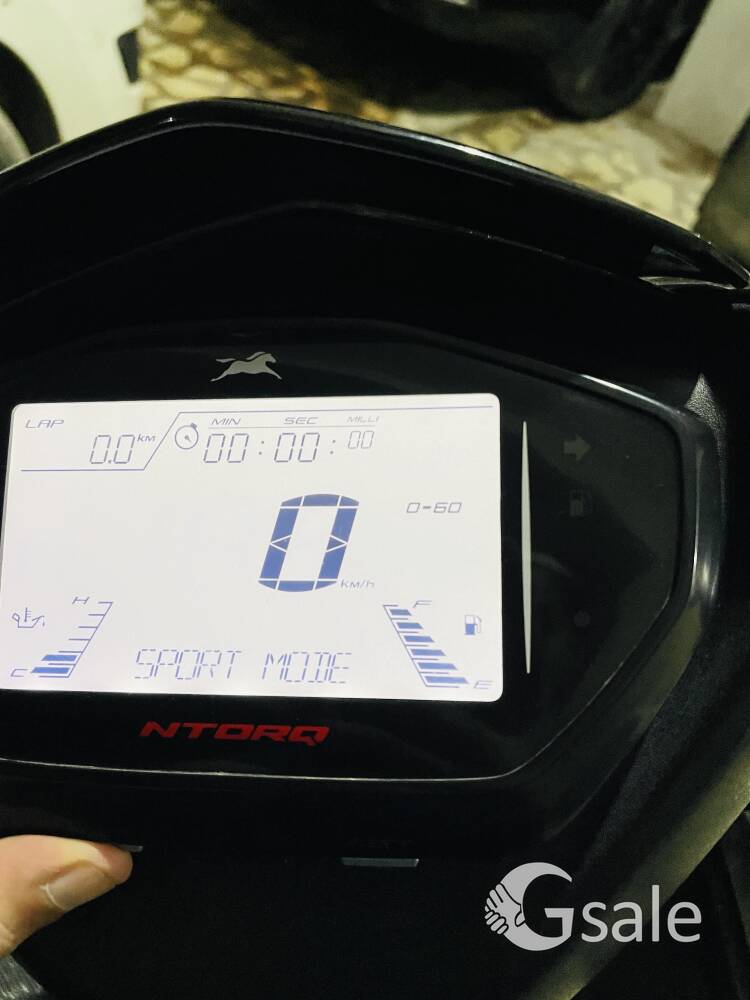 LAP
MIN SEC MILLI
0.0 KM 00 : 00 : 00
0-60
0
KM/H
H
F
C
SPORT MODE
E
NTORQ
Gsale